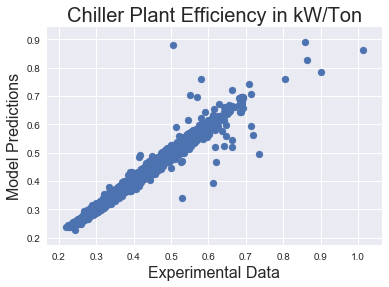 Chiller Plant Efficiency in kW/Ton
Model Predictions
0.9
0.8
0.7
0.6
0.5
0.4
0.3
0.2
0.2 0.3 0.4 0.5 0.6 0.7 0.8 0.9 1.0
Experimental Data